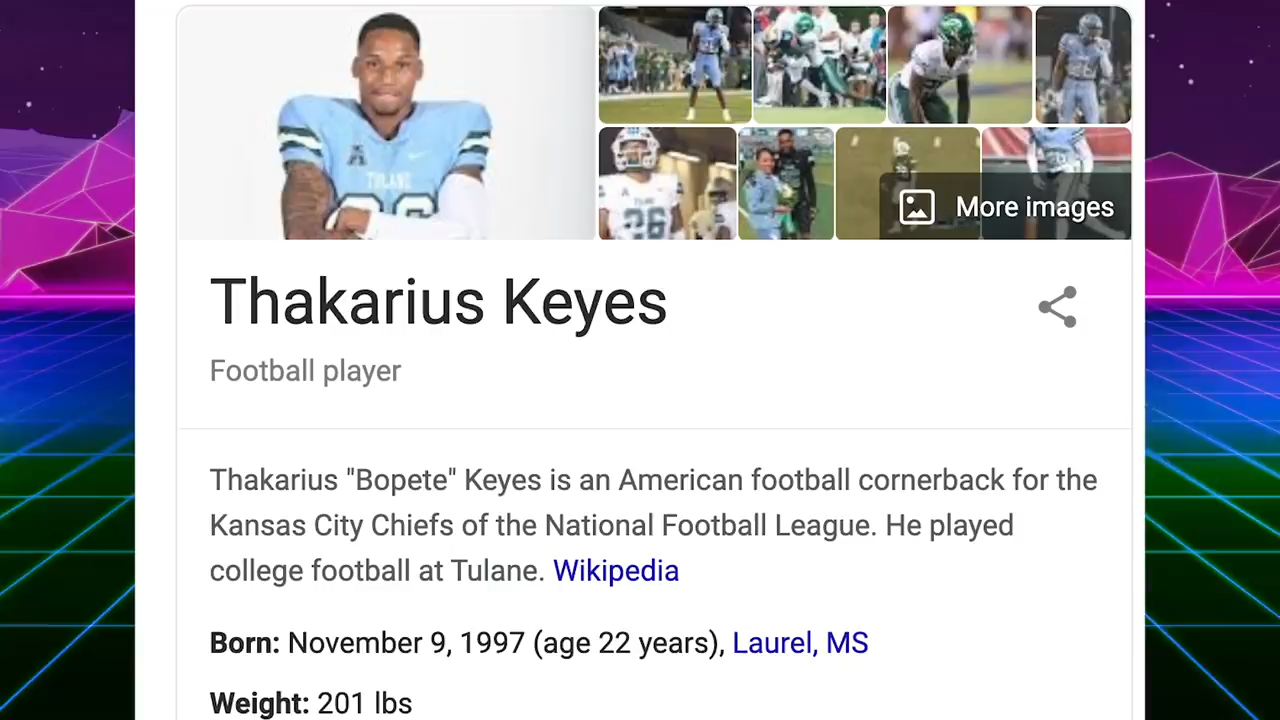 TULANE
26
More images
Thakarius Keyes
Football player
Thakarius "Bopete" Keyes is an American football cornerback for the
Kansas City Chiefs of the National Football League. He played
college football at Tulane. Wikipedia
Born: November 9, 1997 (age 22 years), Laurel, MS
Weight: 201 lbs